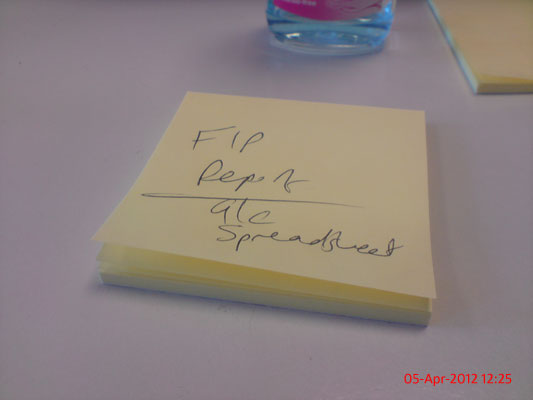 FIP
Report
a/c
Spreadsheet
05-Apr-2012 12:25